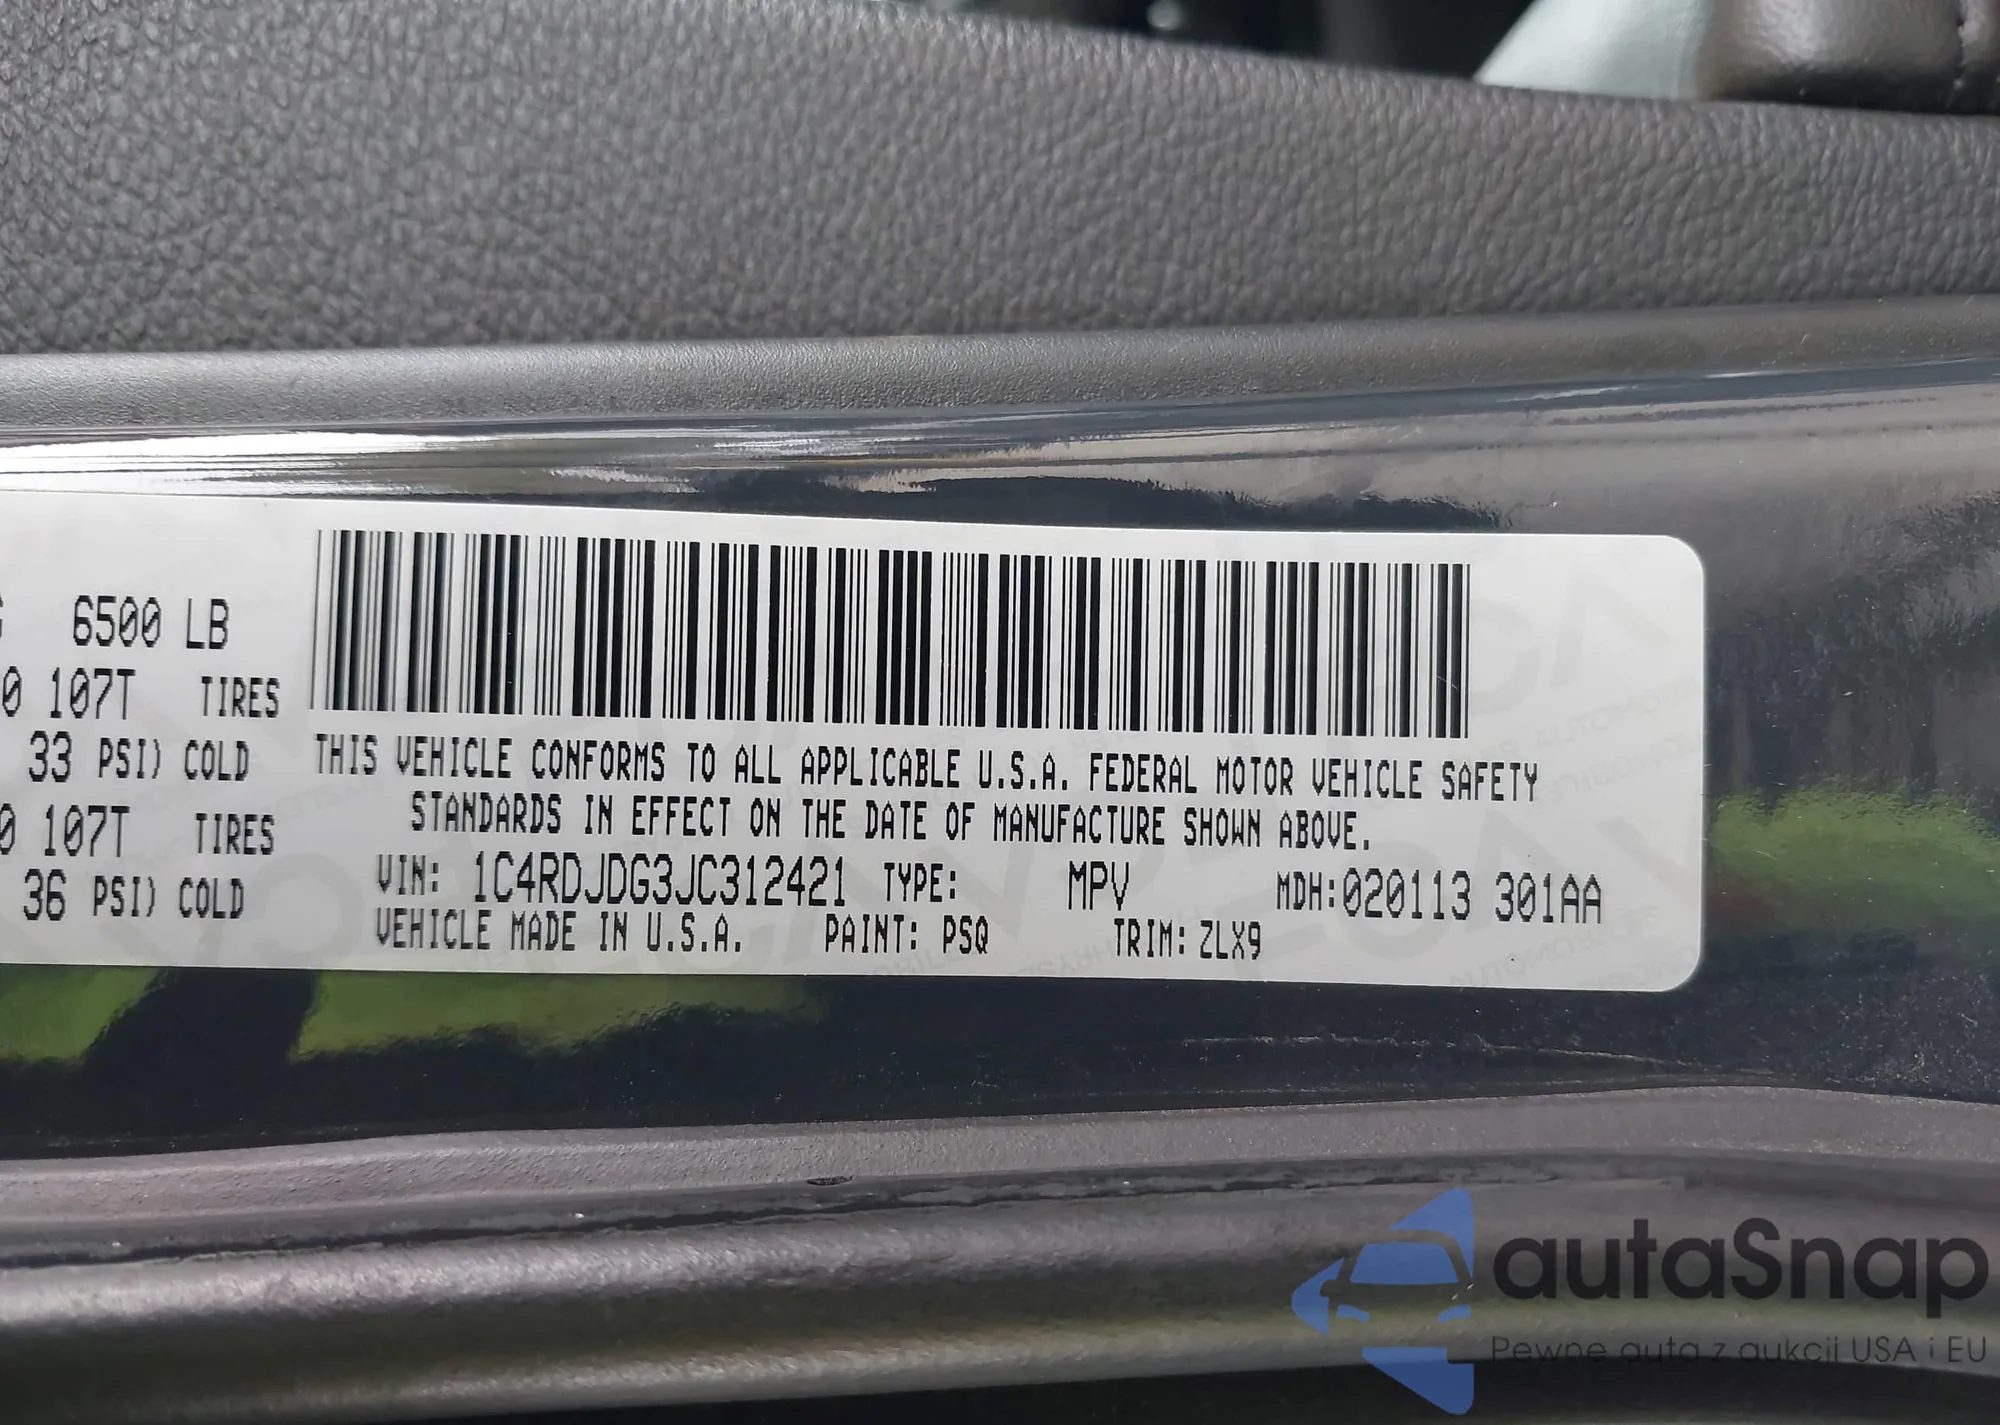 6500 LB
0 107T TIRES
33 PSI) COLD
0 107T TIRES
36 PSI) COLD
THIS VEHICLE CONFORMS TO ALL APPLICABLE U.S.A. FEDERAL MOTOR VEHICLE SAFETY
STANDARDS IN EFFECT ON THE DATE OF MANUFACTURE SHOWN ABOVE.
VIN: 1C4RDJDG3JC312421 TYPE: MPV MDH:020113 301AA
VEHICLE MADE IN U.S.A. PAINT: PSQ TRIM: ZLX9
autaSnap
Pewne auta z aukcji USA i EU